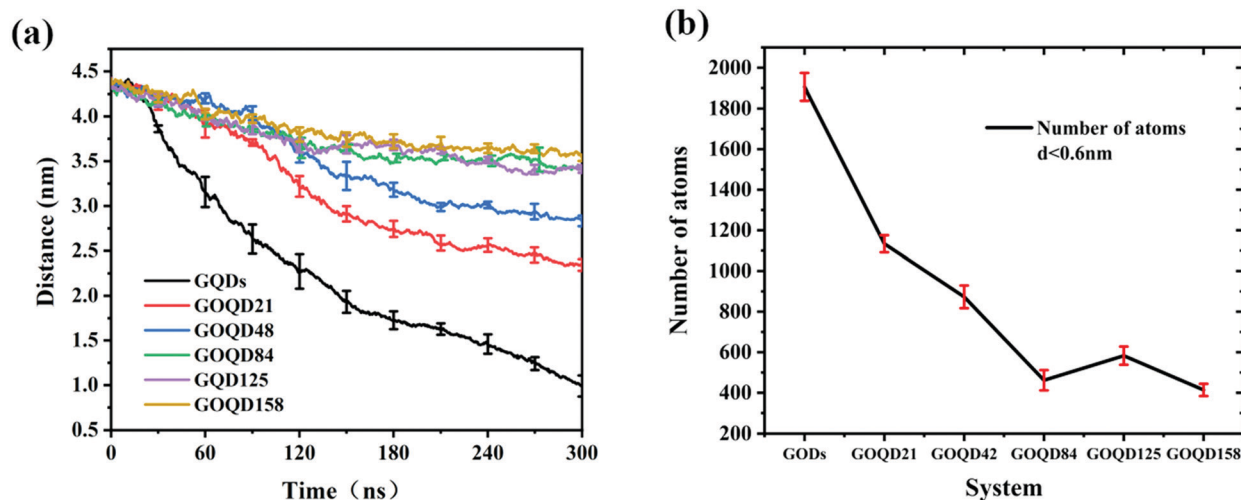 (a)
4.5
4.0
3.5
3.0
2.5
2.0
1.5
1.0
0.5
Distance (nm)
GQDs
GOQD21
GOQD48
GOQD84
GQD125
GOQD158
0 60 120 180 240 300
Time（ns）
(b)
2000
1800
1600
1400
1200
1000
800
600
400
200
Number of atoms
Number of atoms
d<0.6nm
GODs GOQD21 GOQD42 GOQD84 GOQD125 GOQD158
System